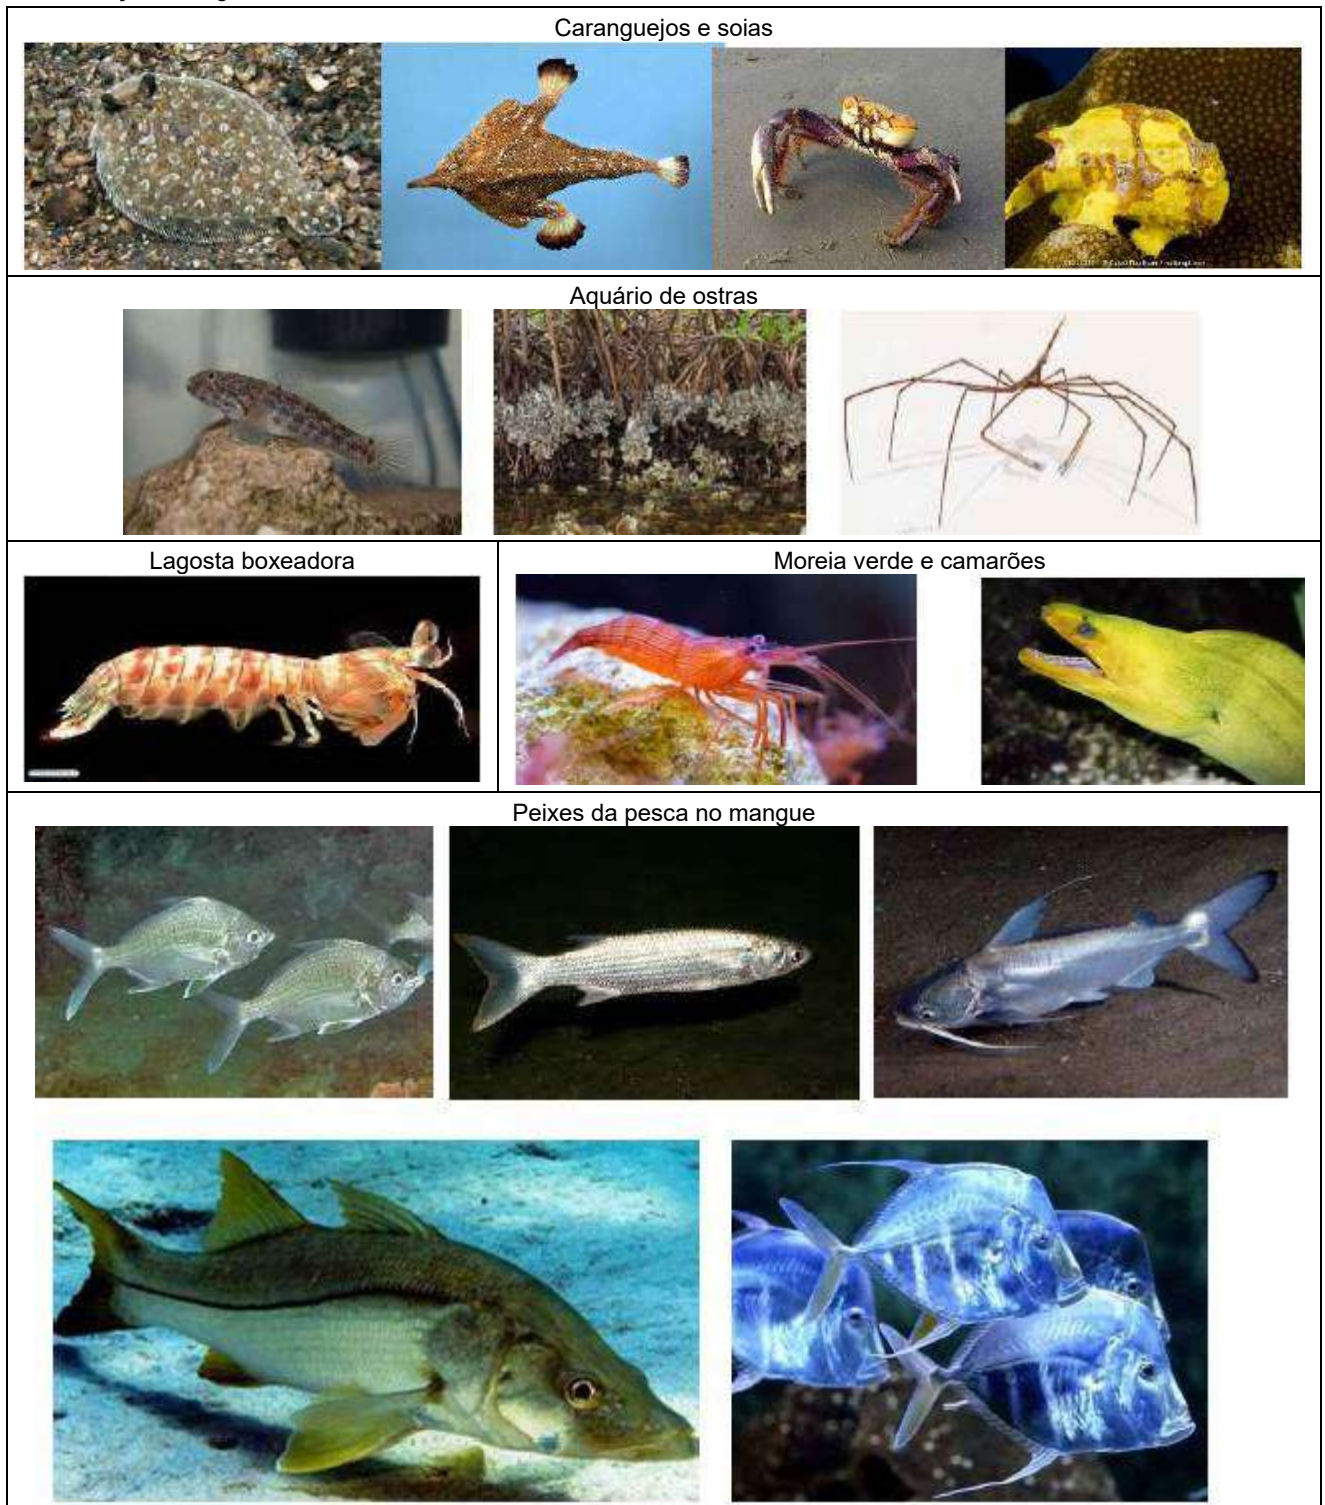 Caranguejos e soias
Aquário de ostras
Lagosta boxeadora
Moreia verde e camarões
Peixes da pesca no mangue